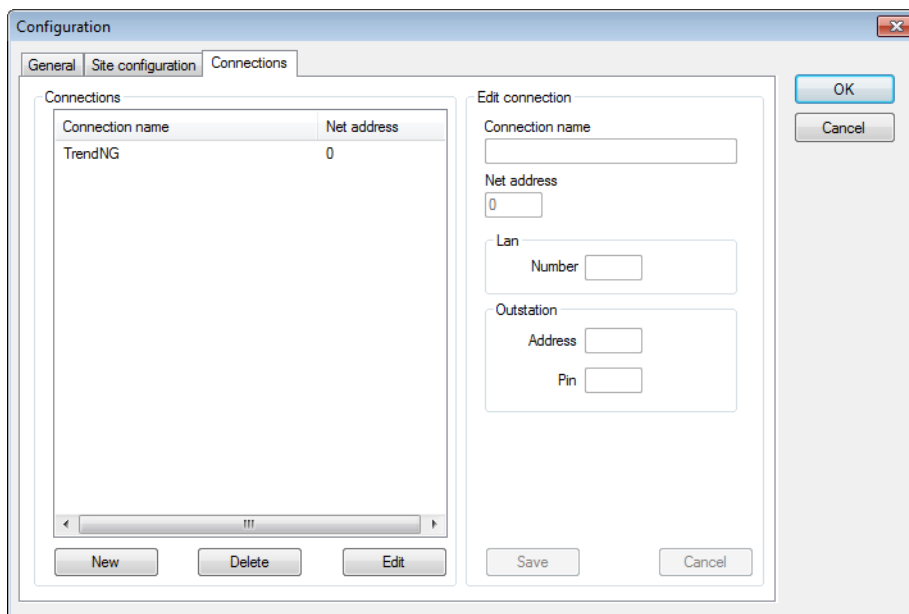 Configuration
General Site configuration Connections
Connections
Connection name Net address
TrendNG 0
New Delete Edit
Edit connection
Connection name
Net address
0
Lan
Number
Outstation
Address
Pin
Save Cancel
OK
Cancel